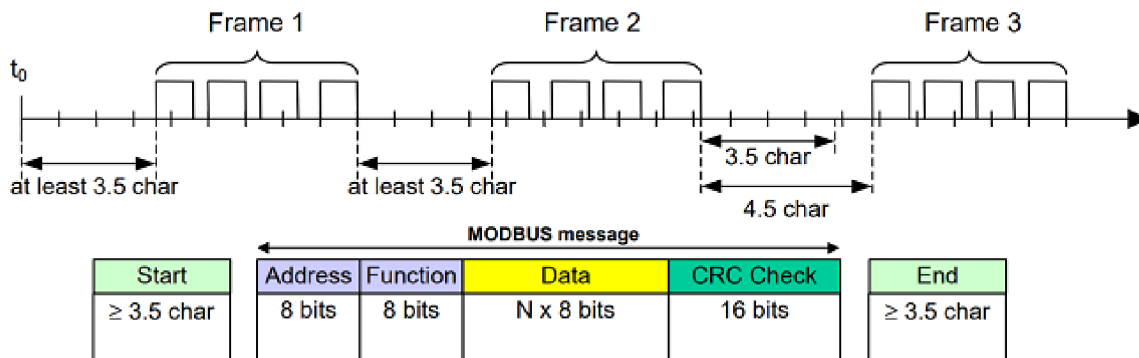 Frame 1 Frame 2 Frame 3
t0
at least 3.5 char at least 3.5 char 3.5 char
4.5 char
MODBUS message
Start Address Function Data CRC Check End
≥ 3.5 char 8 bits 8 bits N x 8 bits 16 bits ≥ 3.5 char